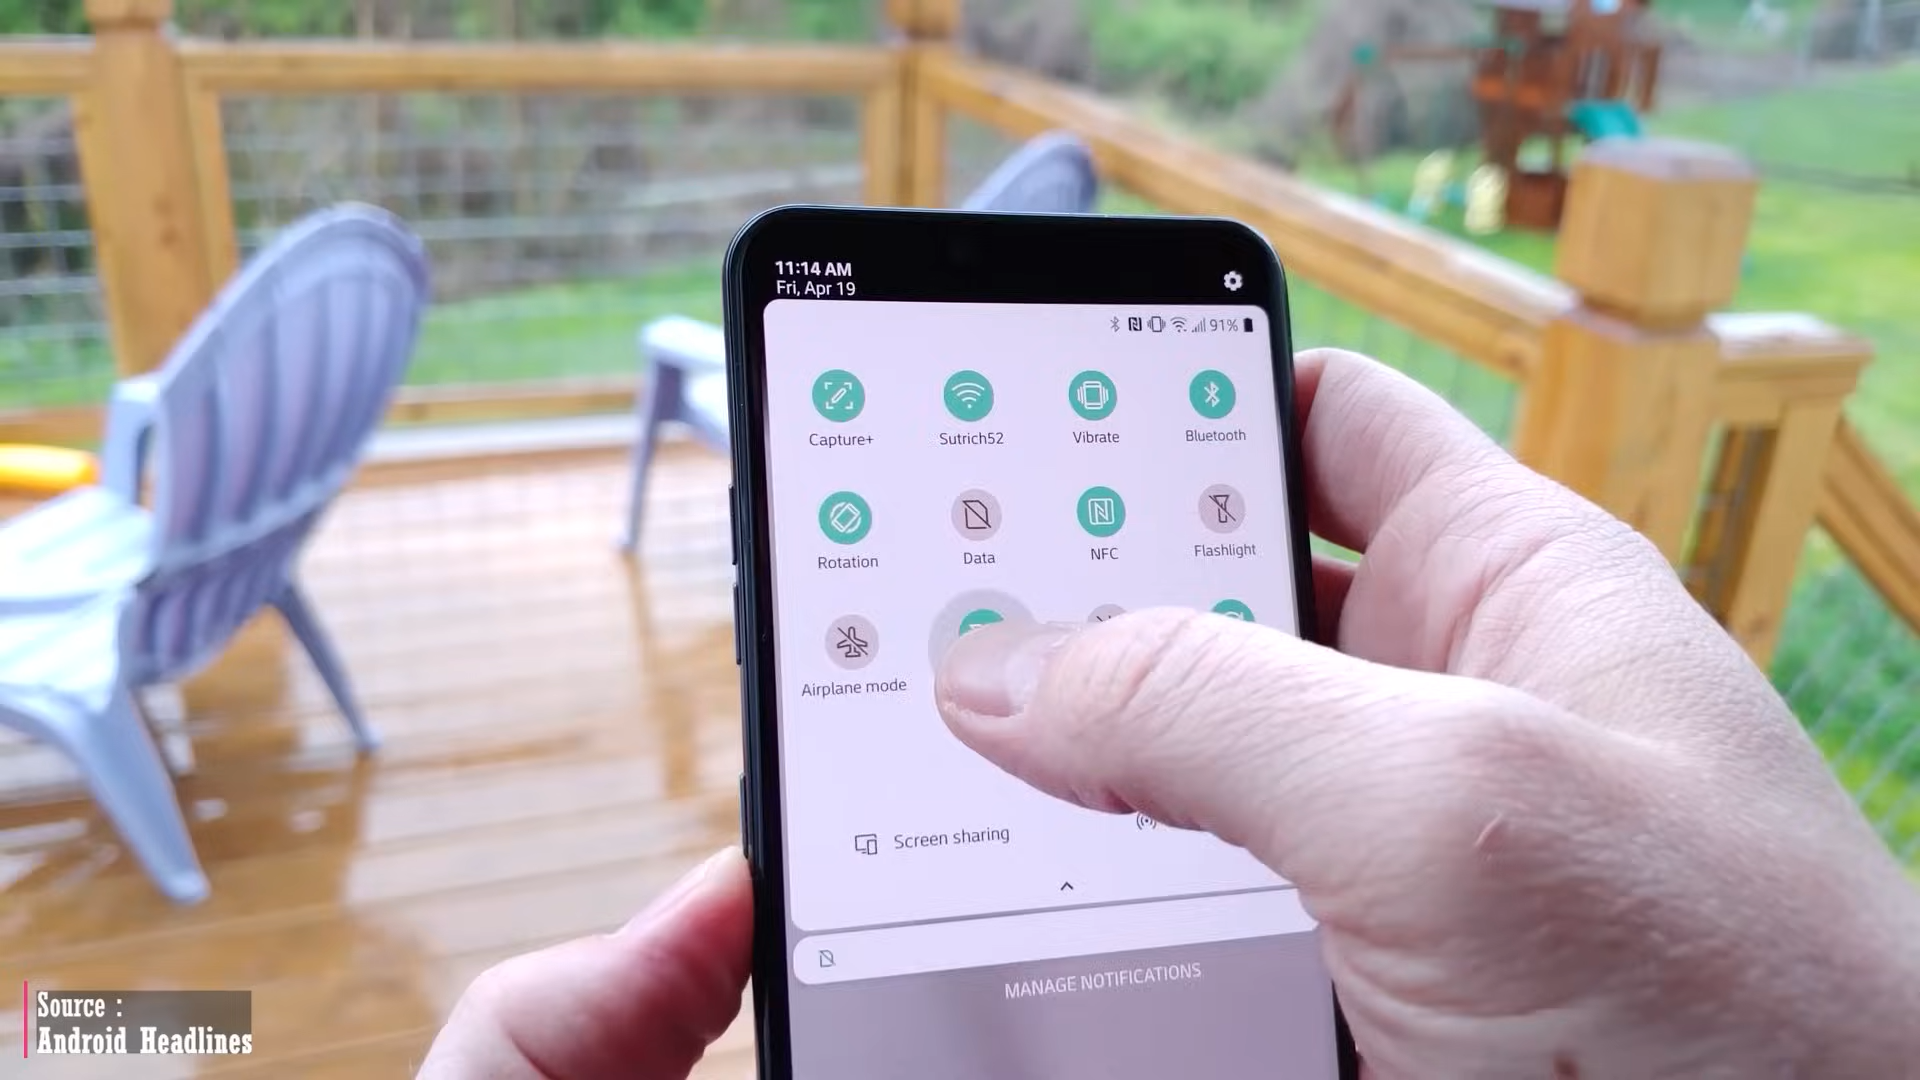 11:14 AM
Fri, Apr 19
91%
Capture+
Sutrich52
Vibrate
Bluetooth
Rotation
Data
NFC
Flashlight
Airplane mode
Screen sharing
MANAGE NOTIFICATIONS
Source :
Android Headlines